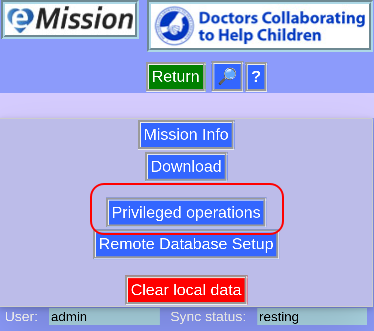 eMission
Doctors Collaborating
to Help Children
Return
?
Mission Info
Download
Privileged operations
Remote Database Setup
Clear local data
User: admin Sync status: resting